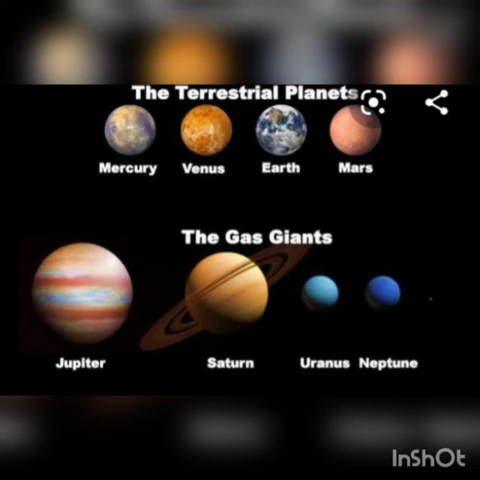 The Terrestrial Planets
Mercury Venus Earth Mars
The Gas Giants
Jupiter Saturn Uranus Neptune
InShOt